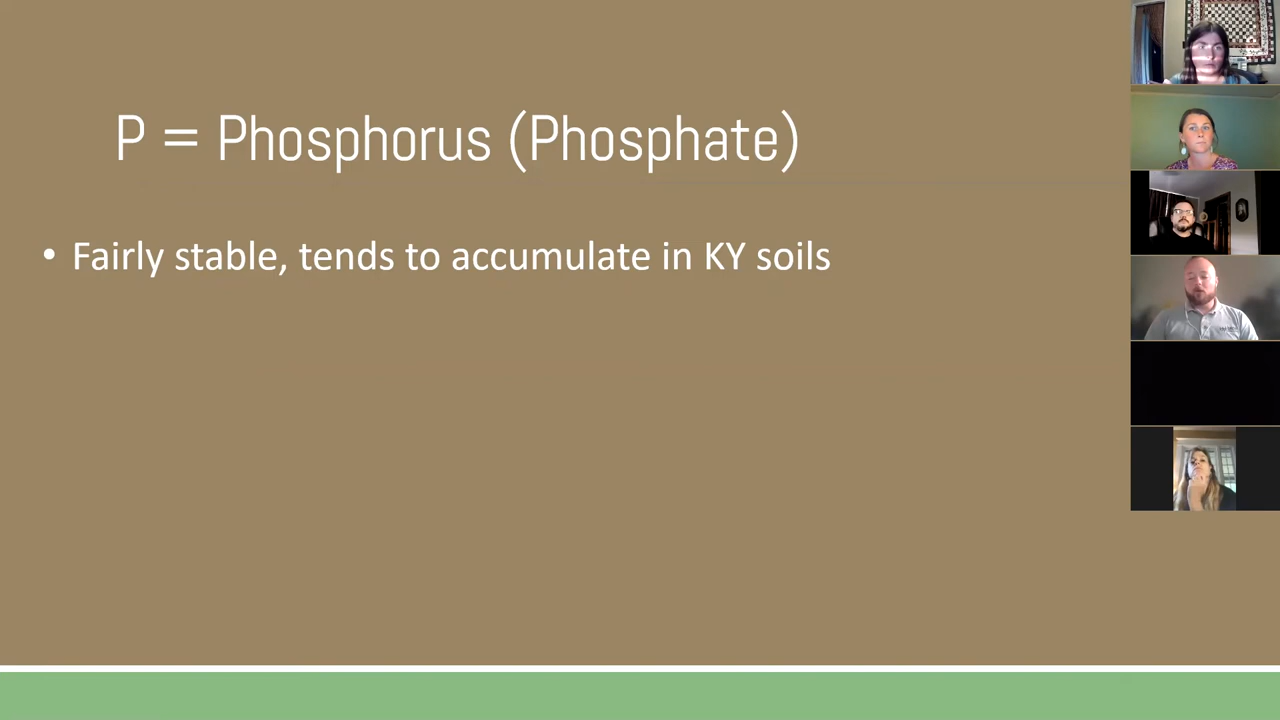 P = Phosphorus (Phosphate)
• Fairly stable, tends to accumulate in KY soils